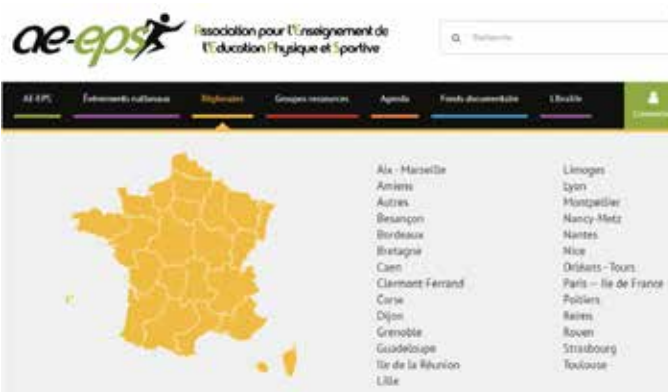 ae-eps
Association pour l'Enseignement de
l'Education Physique et Sportive
Recherche
AE-EPS
Évènements nationaux
Régionales
Groupes ressources
Agenda
Fonds documentaire
Librairie
Aix - Marseille
Amiens
Autres
Besançon
Bordeaux
Bretagne
Caen
Clermont Ferrand
Corse
Dijon
Grenoble
Guadeloupe
Ile de la Réunion
Lille
Limoges
Lyon
Montpellier
Nancy-Metz
Nantes
Nice
Orléans - Tours
Paris – Ile de France
Poitiers
Reims
Rouen
Strasbourg
Toulouse